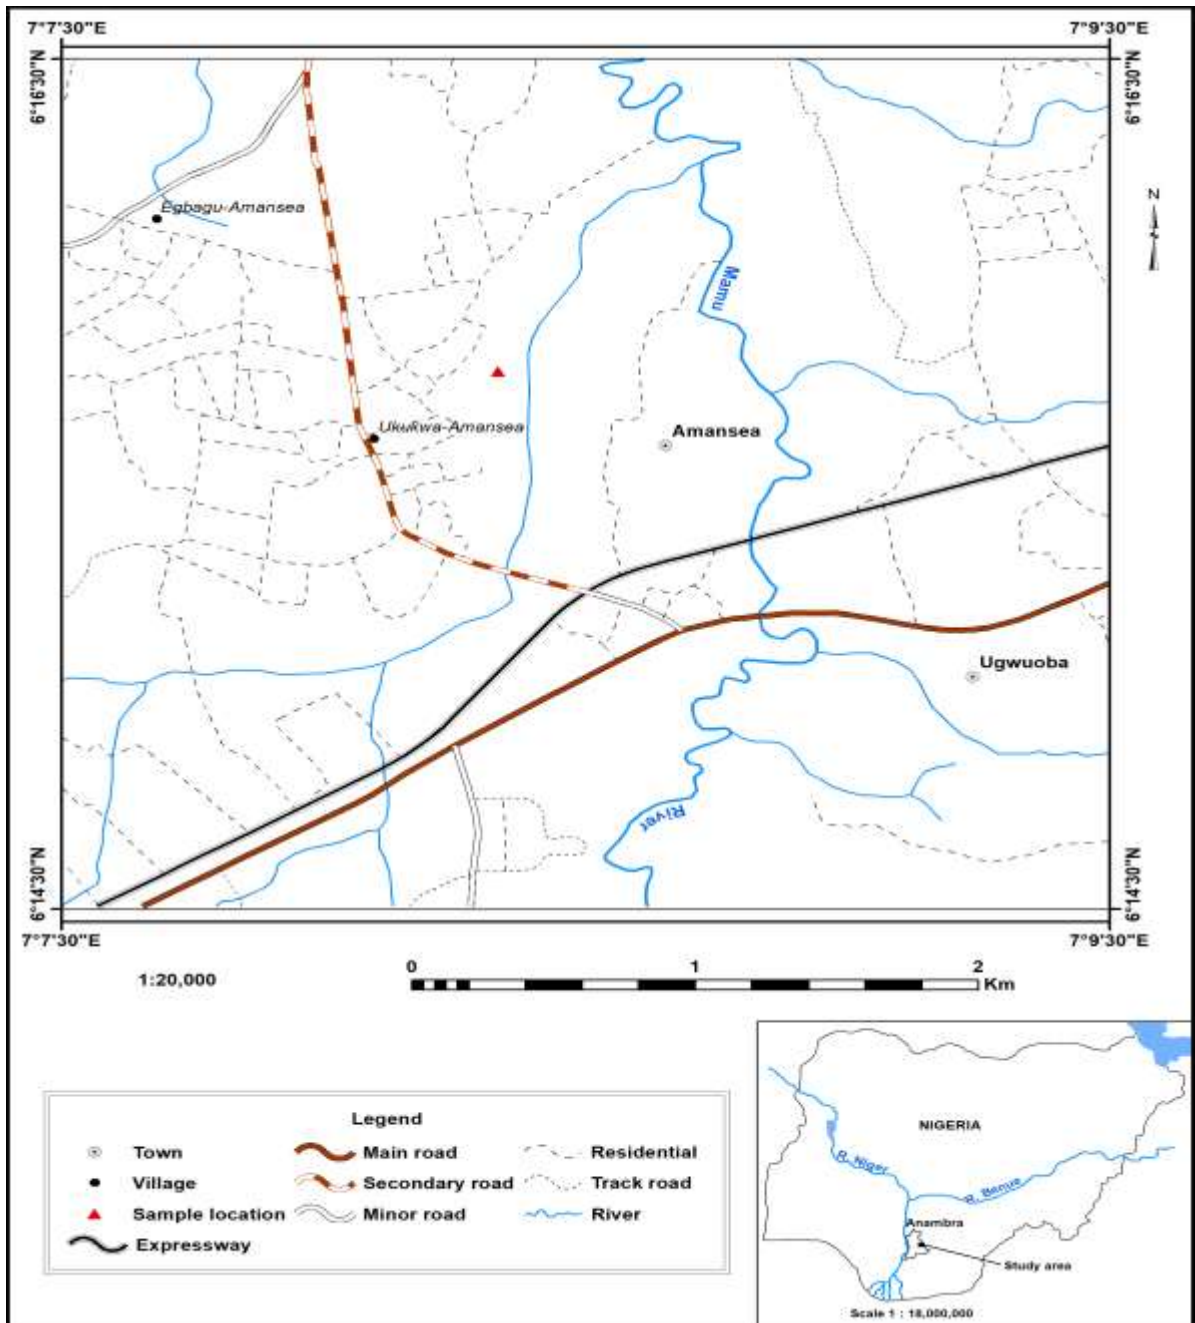 7°7'30"E 7°9'30"E
6°16'30"N
6°16'30"N
N
Egbagu-Amansea
Mamu
Ukukwa-Amansea
Amansea
Ugwuoba
River
6°14'30"N
6°14'30"N
7°7'30"E 7°9'30"E
1:20,000
0 1 2
Km
Legend
Town
Main road
Residential
Village
Secondary road
Track road
Sample location
Minor road
River
Expressway
NIGERIA
R. Niger
R. Benue
Anambra
Study area
Scale 1 : 18,000,000